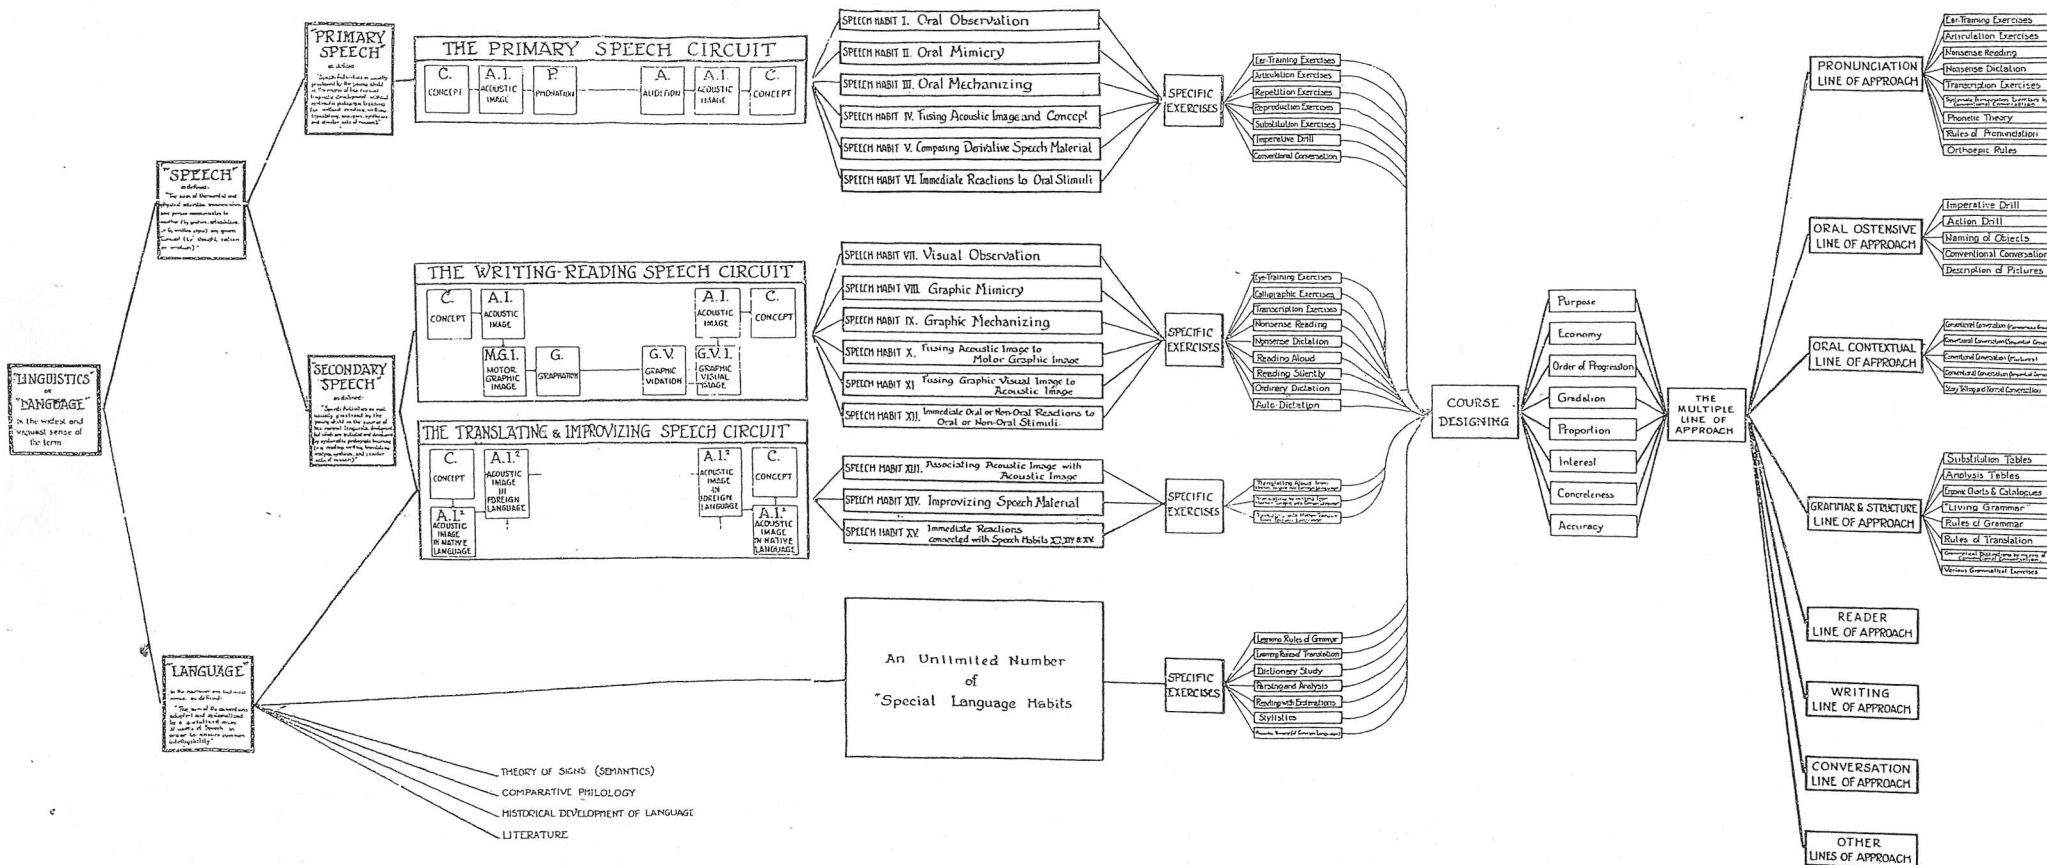 "LINGUISTICS"
or
"LANGUAGE"
in the widest and
vaguest sense of
the term
"SPEECH"
as defined:
"LANGUAGE"
"PRIMARY
SPEECH"
as defined
"SECONDARY
SPEECH"
as defined:
THE PRIMARY SPEECH CIRCUIT
C.
CONCEPT
A.I.
ACOUSTIC
IMAGE
P.
PHONATION
A.
AUDITION
A.I.
ACOUSTIC
IMAGE
C.
CONCEPT
THE WRITING-READING SPEECH CIRCUIT
C.
CONCEPT
A.I.
ACOUSTIC
IMAGE
A.I.
ACOUSTIC
IMAGE
C.
CONCEPT
M.G.I.
MOTOR
GRAPHIC
IMAGE
G.
GRAPHATION
G.V.
GRAPHIC
VIDATION
G.V.I.
GRAPHIC
VISUAL
IMAGE
THE TRANSLATING & IMPROVIZING SPEECH CIRCUIT
C.
CONCEPT
A.I.²
ACOUSTIC
IMAGE
IN
FOREIGN
LANGUAGE
A.I.²
ACOUSTIC
IMAGE
IN
FOREIGN
LANGUAGE
C.
CONCEPT
ACOUSTIC
IMAGE
IN NATIVE
LANGUAGE
ACOUSTIC
IMAGE
IN NATIVE
LANGUAGE
THEORY OF SIGNS (SEMANTICS)
COMPARATIVE PHILOLOGY
HISTORICAL DEVELOPMENT OF LANGUAGE
LITERATURE
SPEECH HABIT I. Oral Observation
SPEECH HABIT II. Oral Mimicry
SPEECH HABIT III. Oral Mechanizing
SPEECH HABIT IV. Fusing Acoustic Image and Concept
SPEECH HABIT V. Composing Derivative Speech Material
SPEECH HABIT VI. Immediate Reactions to Oral Stimuli
SPEECH HABIT VII. Visual Observation
SPEECH HABIT VIII. Graphic Mimicry
SPEECH HABIT IX. Graphic Mechanizing
SPEECH HABIT X. Fusing Acoustic Image to
Motor Graphic Image
SPEECH HABIT XI Fusing Graphic Visual Image to
Acoustic Image
SPEECH HABIT XII. Immediate Oral or Non-Oral Reactions to
Oral or Non-Oral Stimuli.
SPEECH HABIT XIII. Associating Acoustic Image with
Acoustic Image
SPEECH HABIT XIV. Improvizing Speech Material
SPEECH HABIT XV. Immediate Reactions
connected with Speech Habits
An Unlimited Number
of
"Special Language Habits
SPECIFIC
EXERCISES
Ear-Training Exercises
Articulation Exercises
Repetition Exercises
Reproduction Exercises
Substitution Exercises
Imperative Drill
Conventional Conversation
SPECIFIC
EXERCISES
Eye-Training Exercises
Calligraphic Exercises
Transcription Exercises
Nonsense Reading
Nonsense Dictation
Reading Aloud
Reading Silently
Ordinary Dictation
Auto-Dictation
SPECIFIC
EXERCISES
SPECIFIC
EXERCISES
Learning Rules of Grammar
Learning Rules of Translation
Dictionary Study
Parsing and Analysis
Reading with Explanations
Stylistics
COURSE
DESIGNING
Purpose
Economy
Order of Progression
Gradation
Proportion
Interest
Concreteness
Accuracy
THE
MULTIPLE
LINE OF
APPROACH
PRONUNCIATION
LINE OF APPROACH
Ear-Training Exercises
Articulation Exercises
Nonsense Reading
Nonsense Dictation
Transcription Exercises
Phonetic Theory
Rules of Pronunciation
Orthoepic Rules
ORAL OSTENSIVE
LINE OF APPROACH
Imperative Drill
Action Drill
Naming of Objects
Conventional Conversation
Description of Pictures
ORAL CONTEXTUAL
LINE OF APPROACH
GRAMMAR & STRUCTURE
LINE OF APPROACH
Substitution Tables
Analysis Tables
Ergonic Charts & Catalogues
"Living Grammar"
Rules of Grammar
Rules of Translation
Various Grammatical Exercises
READER
LINE OF APPROACH
WRITING
LINE OF APPROACH
CONVERSATION
LINE OF APPROACH
OTHER
LINES OF APPROACH